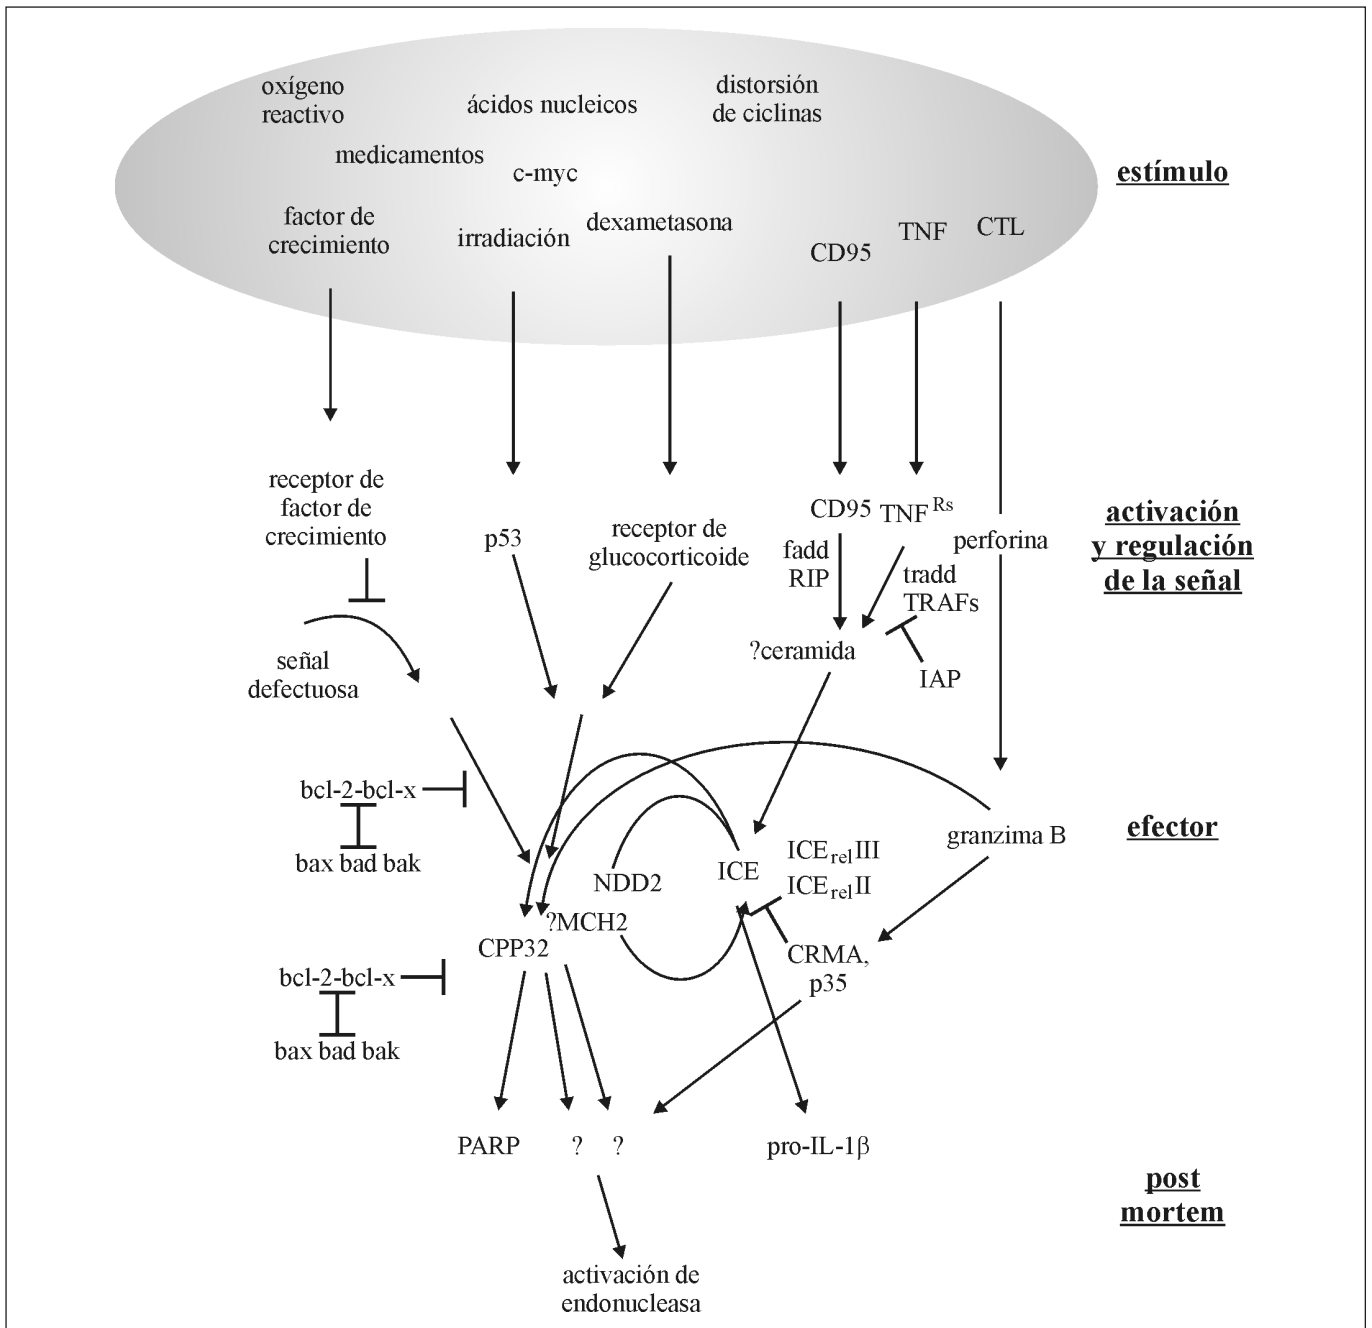 oxígeno
reactivo
ácidos nucleicos
distorsión
de ciclinas
medicamentos
c-myc
estímulo
factor de
crecimiento
irradiación
dexametasona
CD95
TNF
CTL
receptor de
factor de
crecimiento
p53
receptor de
glucocorticoide
CD95
TNF Rs
perforina
fadd
RIP
tradd
TRAFs
activación
y regulación
de la señal
señal
defectuosa
?ceramida
IAP
bcl-2-bcl-x
bax bad bak
NDD2
ICE
ICE rel III
ICE rel II
granzima B
efector
?MCH2
CPP32
CRMA,
p35
bcl-2-bcl-x
bax bad bak
PARP
?
?
pro-IL-1β
post
mortem
activación de
endonucleasa